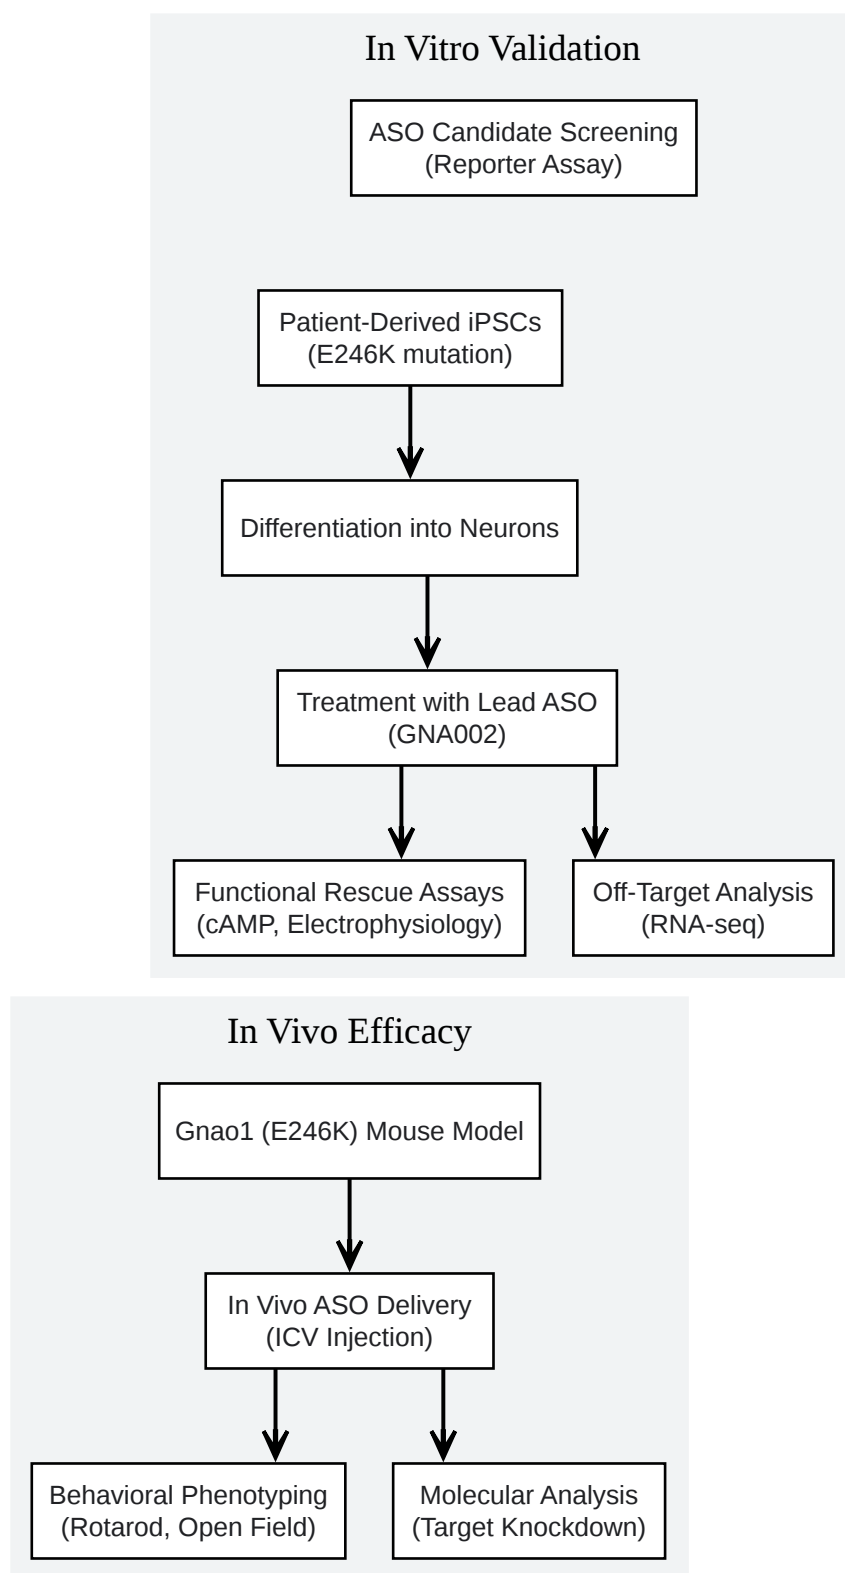 In Vitro Validation
ASO Candidate Screening
(Reporter Assay)
Patient-Derived iPSCs
(E246K mutation)
Differentiation into Neurons
Treatment with Lead ASO
(GNA002)
Functional Rescue Assays
(cAMP, Electrophysiology)
Off-Target Analysis
(RNA-seq)
In Vivo Efficacy
Gnao1 (E246K) Mouse Model
In Vivo ASO Delivery
(ICV Injection)
Behavioral Phenotyping
(Rotarod, Open Field)
Molecular Analysis
(Target Knockdown)